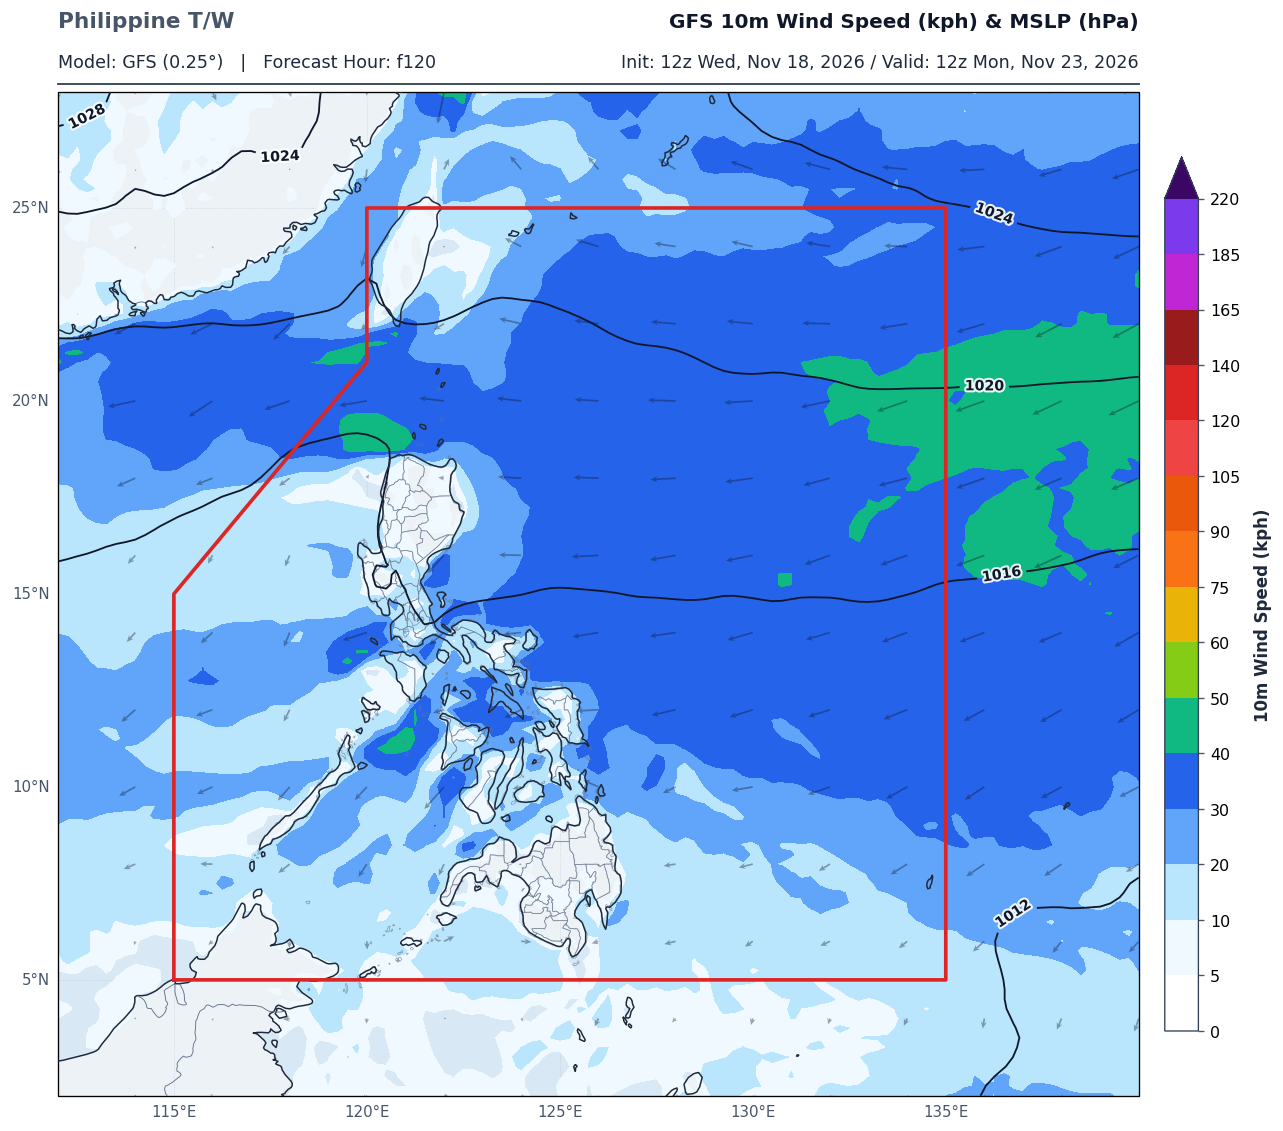 Philippine T/W
GFS 10m Wind Speed (kph) & MSLP (hPa)
Model: GFS (0.25°) | Forecast Hour: f120
Init: 12z Wed, Nov 18, 2026 / Valid: 12z Mon, Nov 23, 2026
1028
1024
1024
1020
1016
1012
25°N
20°N
15°N
10°N
5°N
115°E
120°E
125°E
130°E
135°E
220
185
165
140
120
105
90
75
60
50
40
30
20
10
5
0
10m Wind Speed (kph)